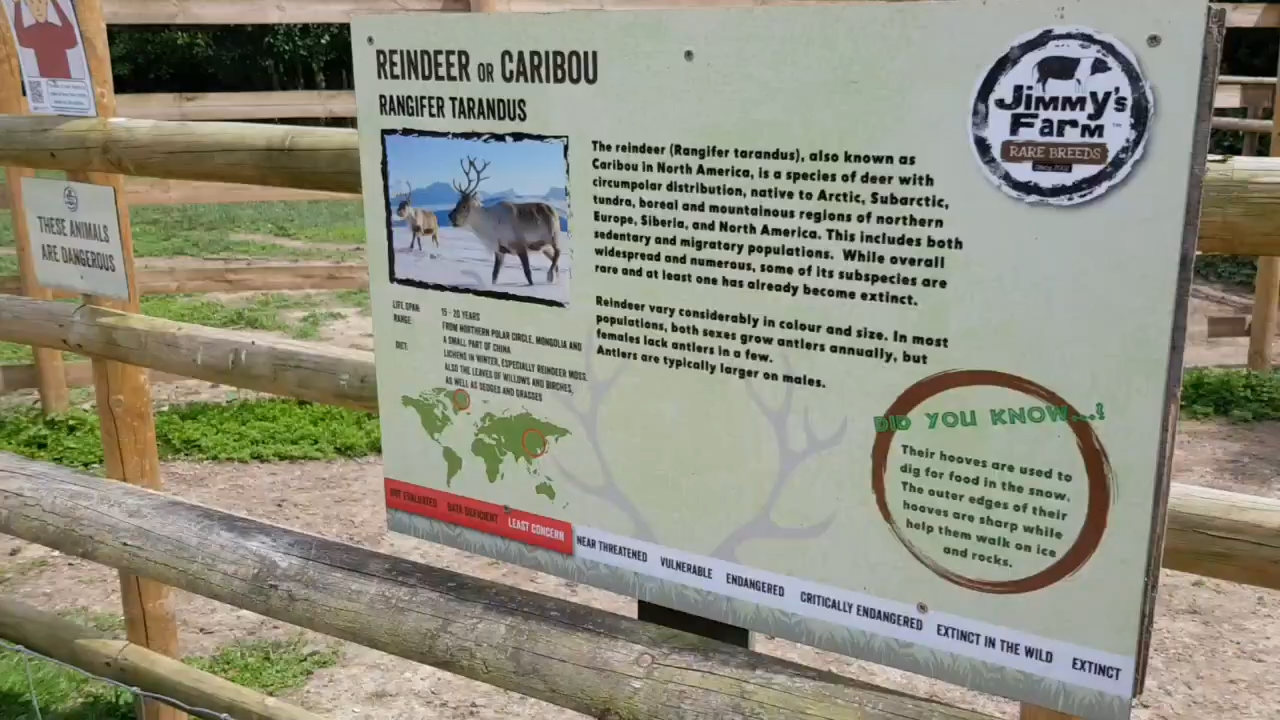 THESE ANIMALS
ARE DANGEROUS
REINDEER OR CARIBOU
RANGIFER TARANDUS
Jimmy's
Farm
RARE BREEDS
The reindeer (Rangifer tarandus), also known as
Caribou in North America, is a species of deer with
circumpolar distribution, native to Arctic, Subarctic,
tundra, boreal and mountainous regions of northern
Europe, Siberia, and North America. This includes both
sedentary and migratory populations. While overall
widespread and numerous, some of its subspecies are
rare and at least one has already become extinct.
Reindeer vary considerably in colour and size. In most
populations, both sexes grow antlers annually, but
females lack antlers in a few.
Antlers are typically larger on males.
LIFE SPAN: 15 - 20 YEARS
RANGE: FROM NORTHERN POLAR CIRCLE, MONGOLIA AND
A SMALL PART OF CHINA
DIET: LICHENS IN WINTER, ESPECIALLY REINDEER MOSS.
ALSO THE LEAVES OF WILLOWS AND BIRCHES,
AS WELL AS SEDGES AND GRASSES
DID YOU KNOW...?
Their hooves are used to
dig for food in the snow.
The outer edges of their
hooves are sharp while
help them walk on ice
and rocks.
NOT EVALUATED DATA DEFICIENT LEAST CONCERN NEAR THREATENED VULNERABLE ENDANGERED CRITICALLY ENDANGERED EXTINCT IN THE WILD EXTINCT